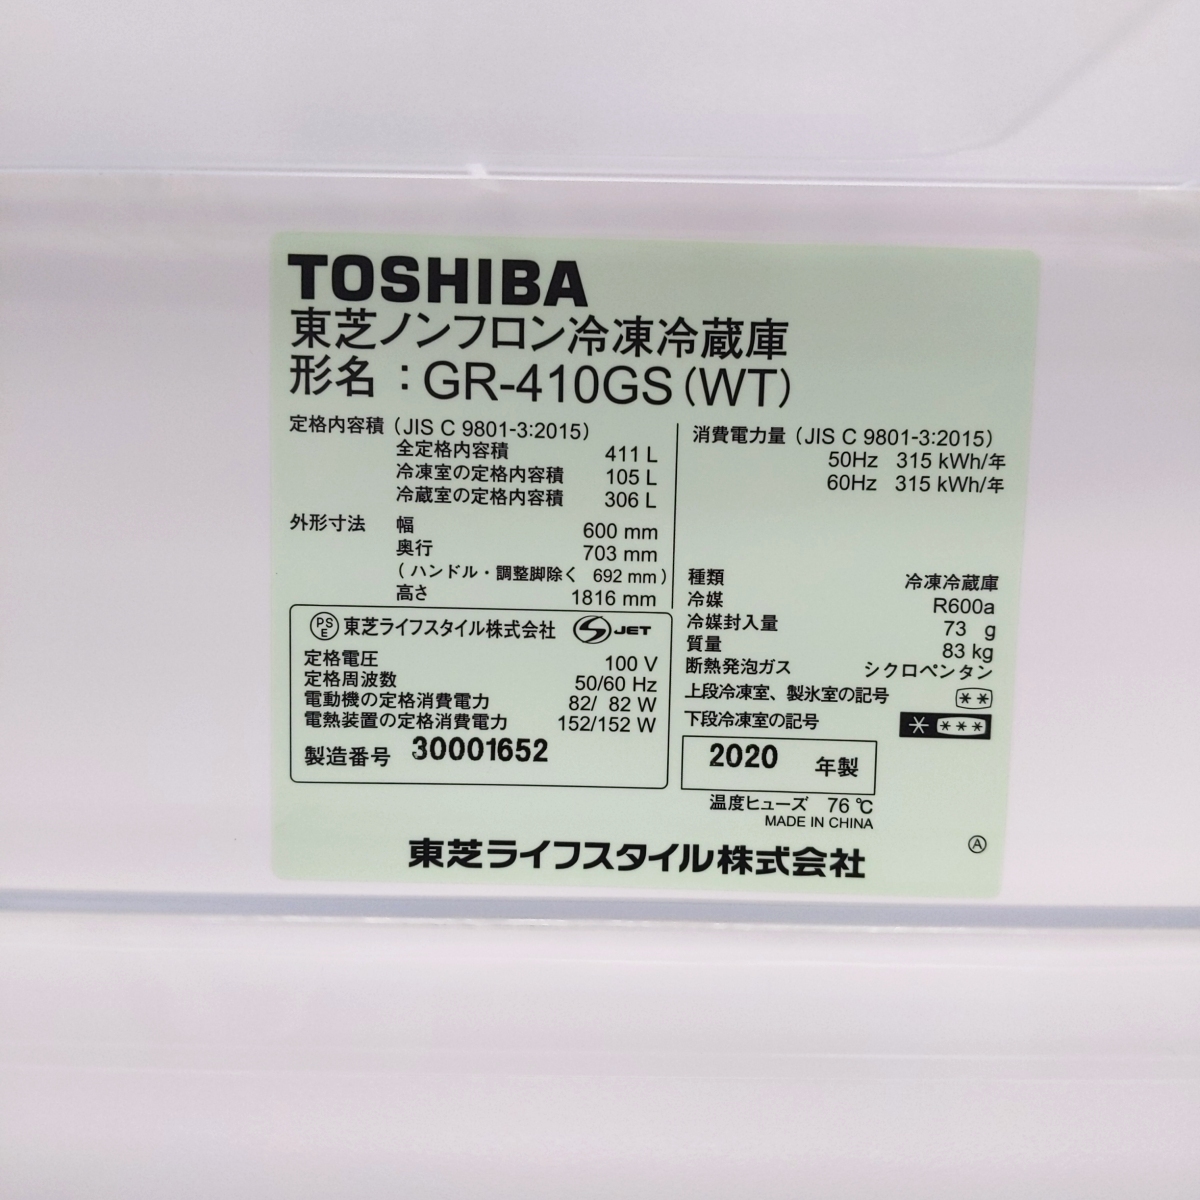 TOSHIBA
東芝ノンフロン冷凍冷蔵庫
形名：GR-410GS(WT)
定格内容積 (JIS C 9801-3:2015)
全定格内容積 411 L
冷凍室の定格内容積 105 L
冷蔵室の定格内容積 306 L
外形寸法 幅 600 mm
奥行 703 mm
(ハンドル・調整脚除く 692 mm)
高さ 1816 mm
PSE 東芝ライフスタイル株式会社 S JET
定格電圧 100 V
定格周波数 50/60 Hz
電動機の定格消費電力 82/ 82 W
電熱装置の定格消費電力 152/152 W
製造番号 30001652
消費電力量 (JIS C 9801-3:2015)
50Hz 315 kWh/年
60Hz 315 kWh/年
種類 冷凍冷蔵庫
冷媒 R600a
冷媒封入量 73 g
質量 83 kg
断熱発泡ガス シクロペンタン
上段冷凍室、製氷室の記号 **
下段冷凍室の記号 * ***
2020 年製
温度ヒューズ 76℃
MADE IN CHINA
東芝ライフスタイル株式会社
Ⓐ